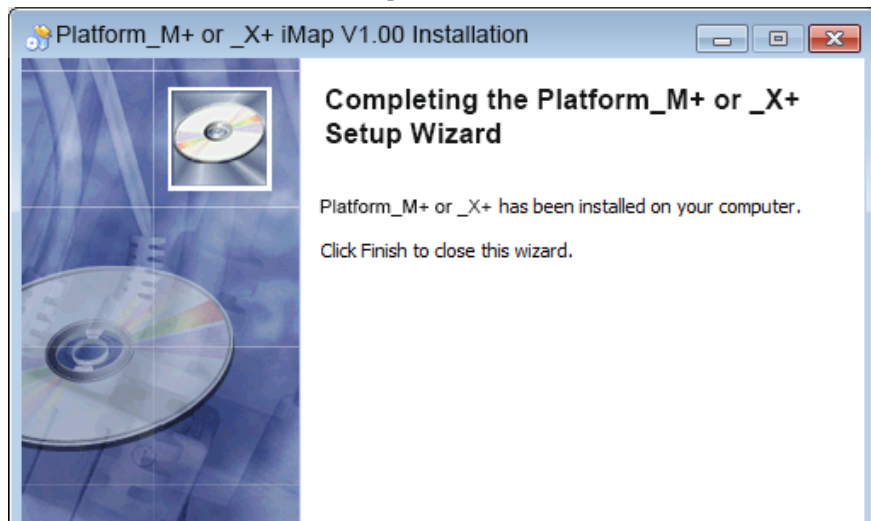 Platform_M+ or _X+ iMap V1.00 Installation
Completing the Platform_M+ or _X+
Setup Wizard
Platform_M+ or _X+ has been installed on your computer.
Click Finish to close this wizard.